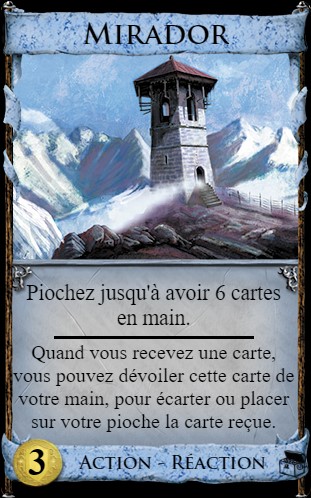 MIRADOR
Piochez jusqu'à avoir 6 cartes
en main.
Quand vous recevez une carte,
vous pouvez dévoiler cette carte de
votre main, pour écarter ou placer
sur votre pioche la carte reçue.
3 ACTION – RÉACTION